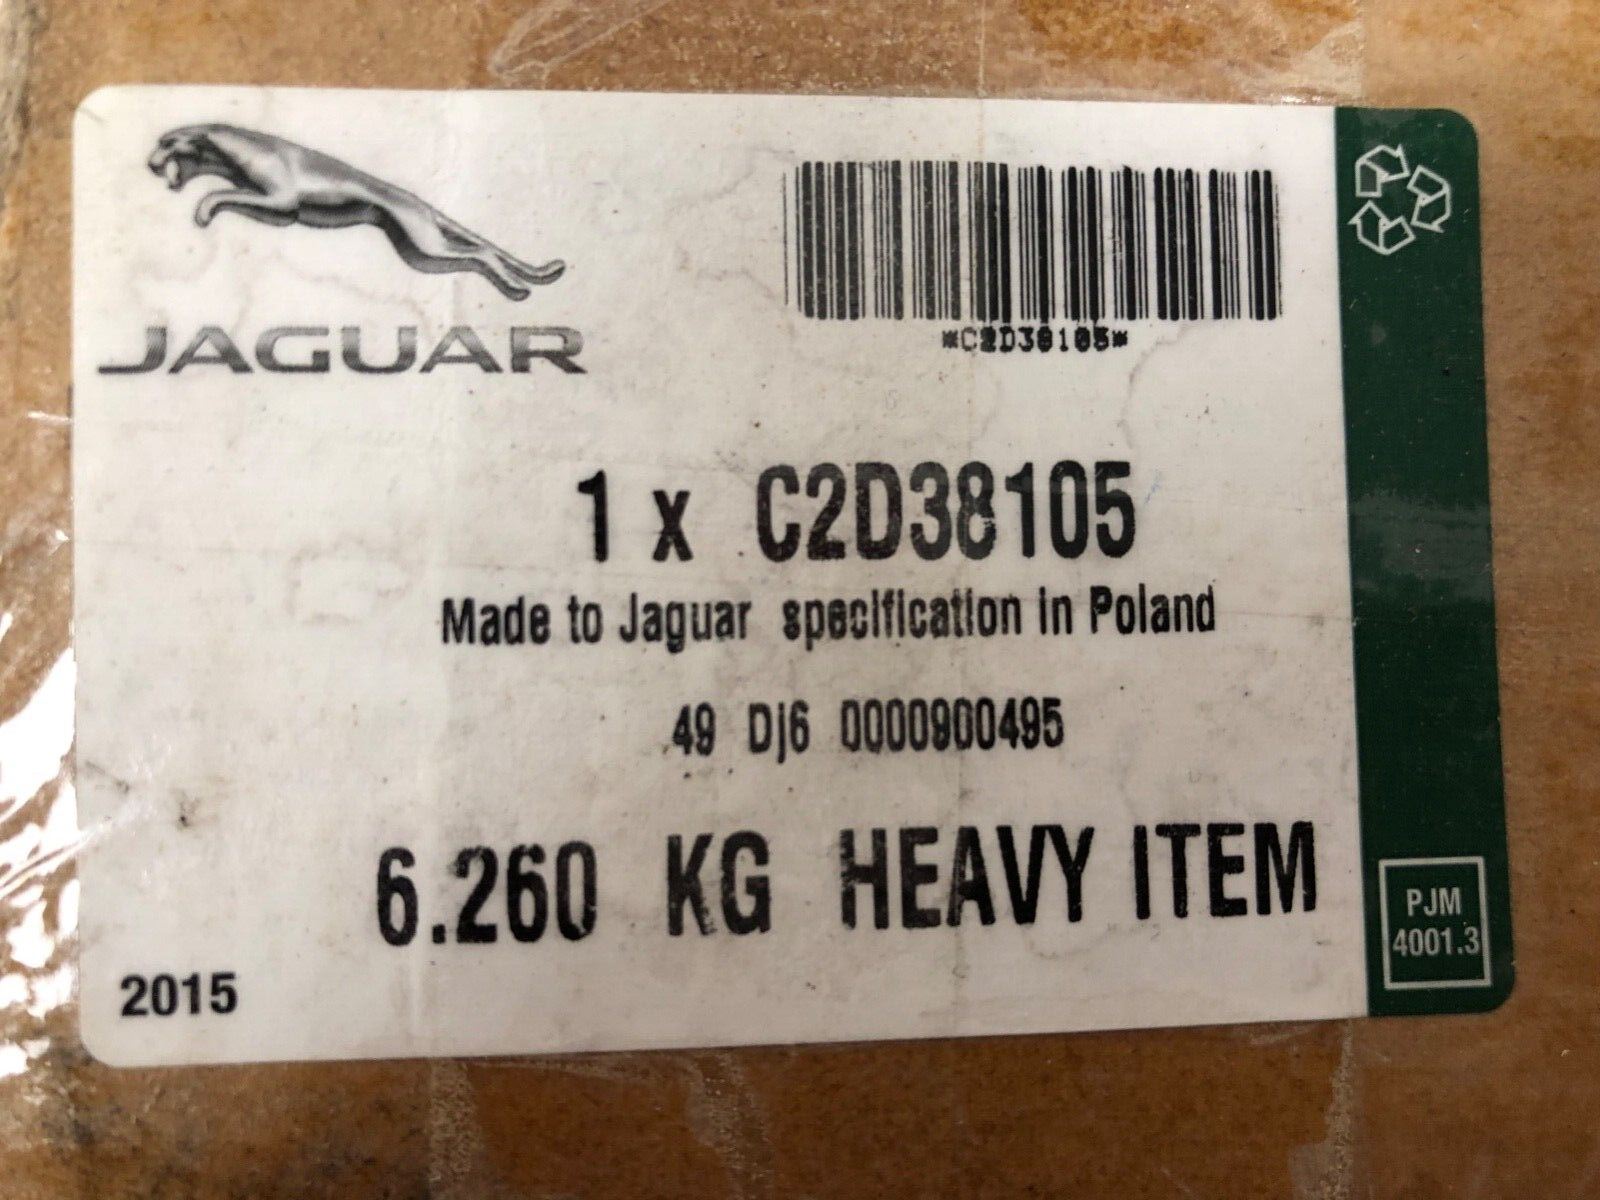 JAGUAR
*C2D38105*
1 x C2D38105
Made to Jaguar specification in Poland
49 Dj6 0000900495
6.260 KG HEAVY ITEM
2015
PJM
4001.3